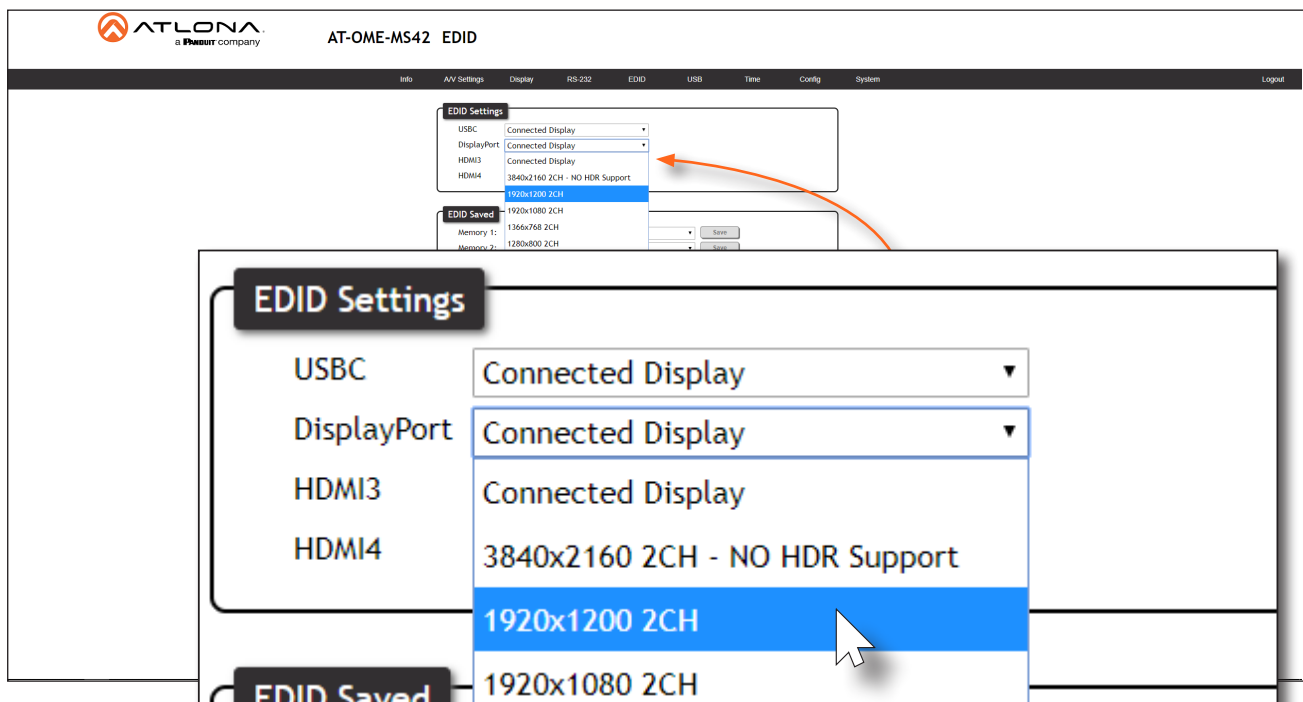 ATLONA.
a PANDUIT company
AT-OME-MS42 EDID
Info A/V Settings Display RS-232 EDID USB Time Config System Logout
EDID Settings
USBC Connected Display
DisplayPort Connected Display
HDMI3 Connected Display
HDMI4 3840x2160 2CH - NO HDR Support
1920x1200 2CH
EDID Saved 1920x1080 2CH
Memory 1: 1366x768 2CH Save
Memory 2: 1280x800 2CH Save
EDID Settings
USBC Connected Display
DisplayPort Connected Display
HDMI3 Connected Display
HDMI4 3840x2160 2CH - NO HDR Support
1920x1200 2CH
EDID Saved 1920x1080 2CH